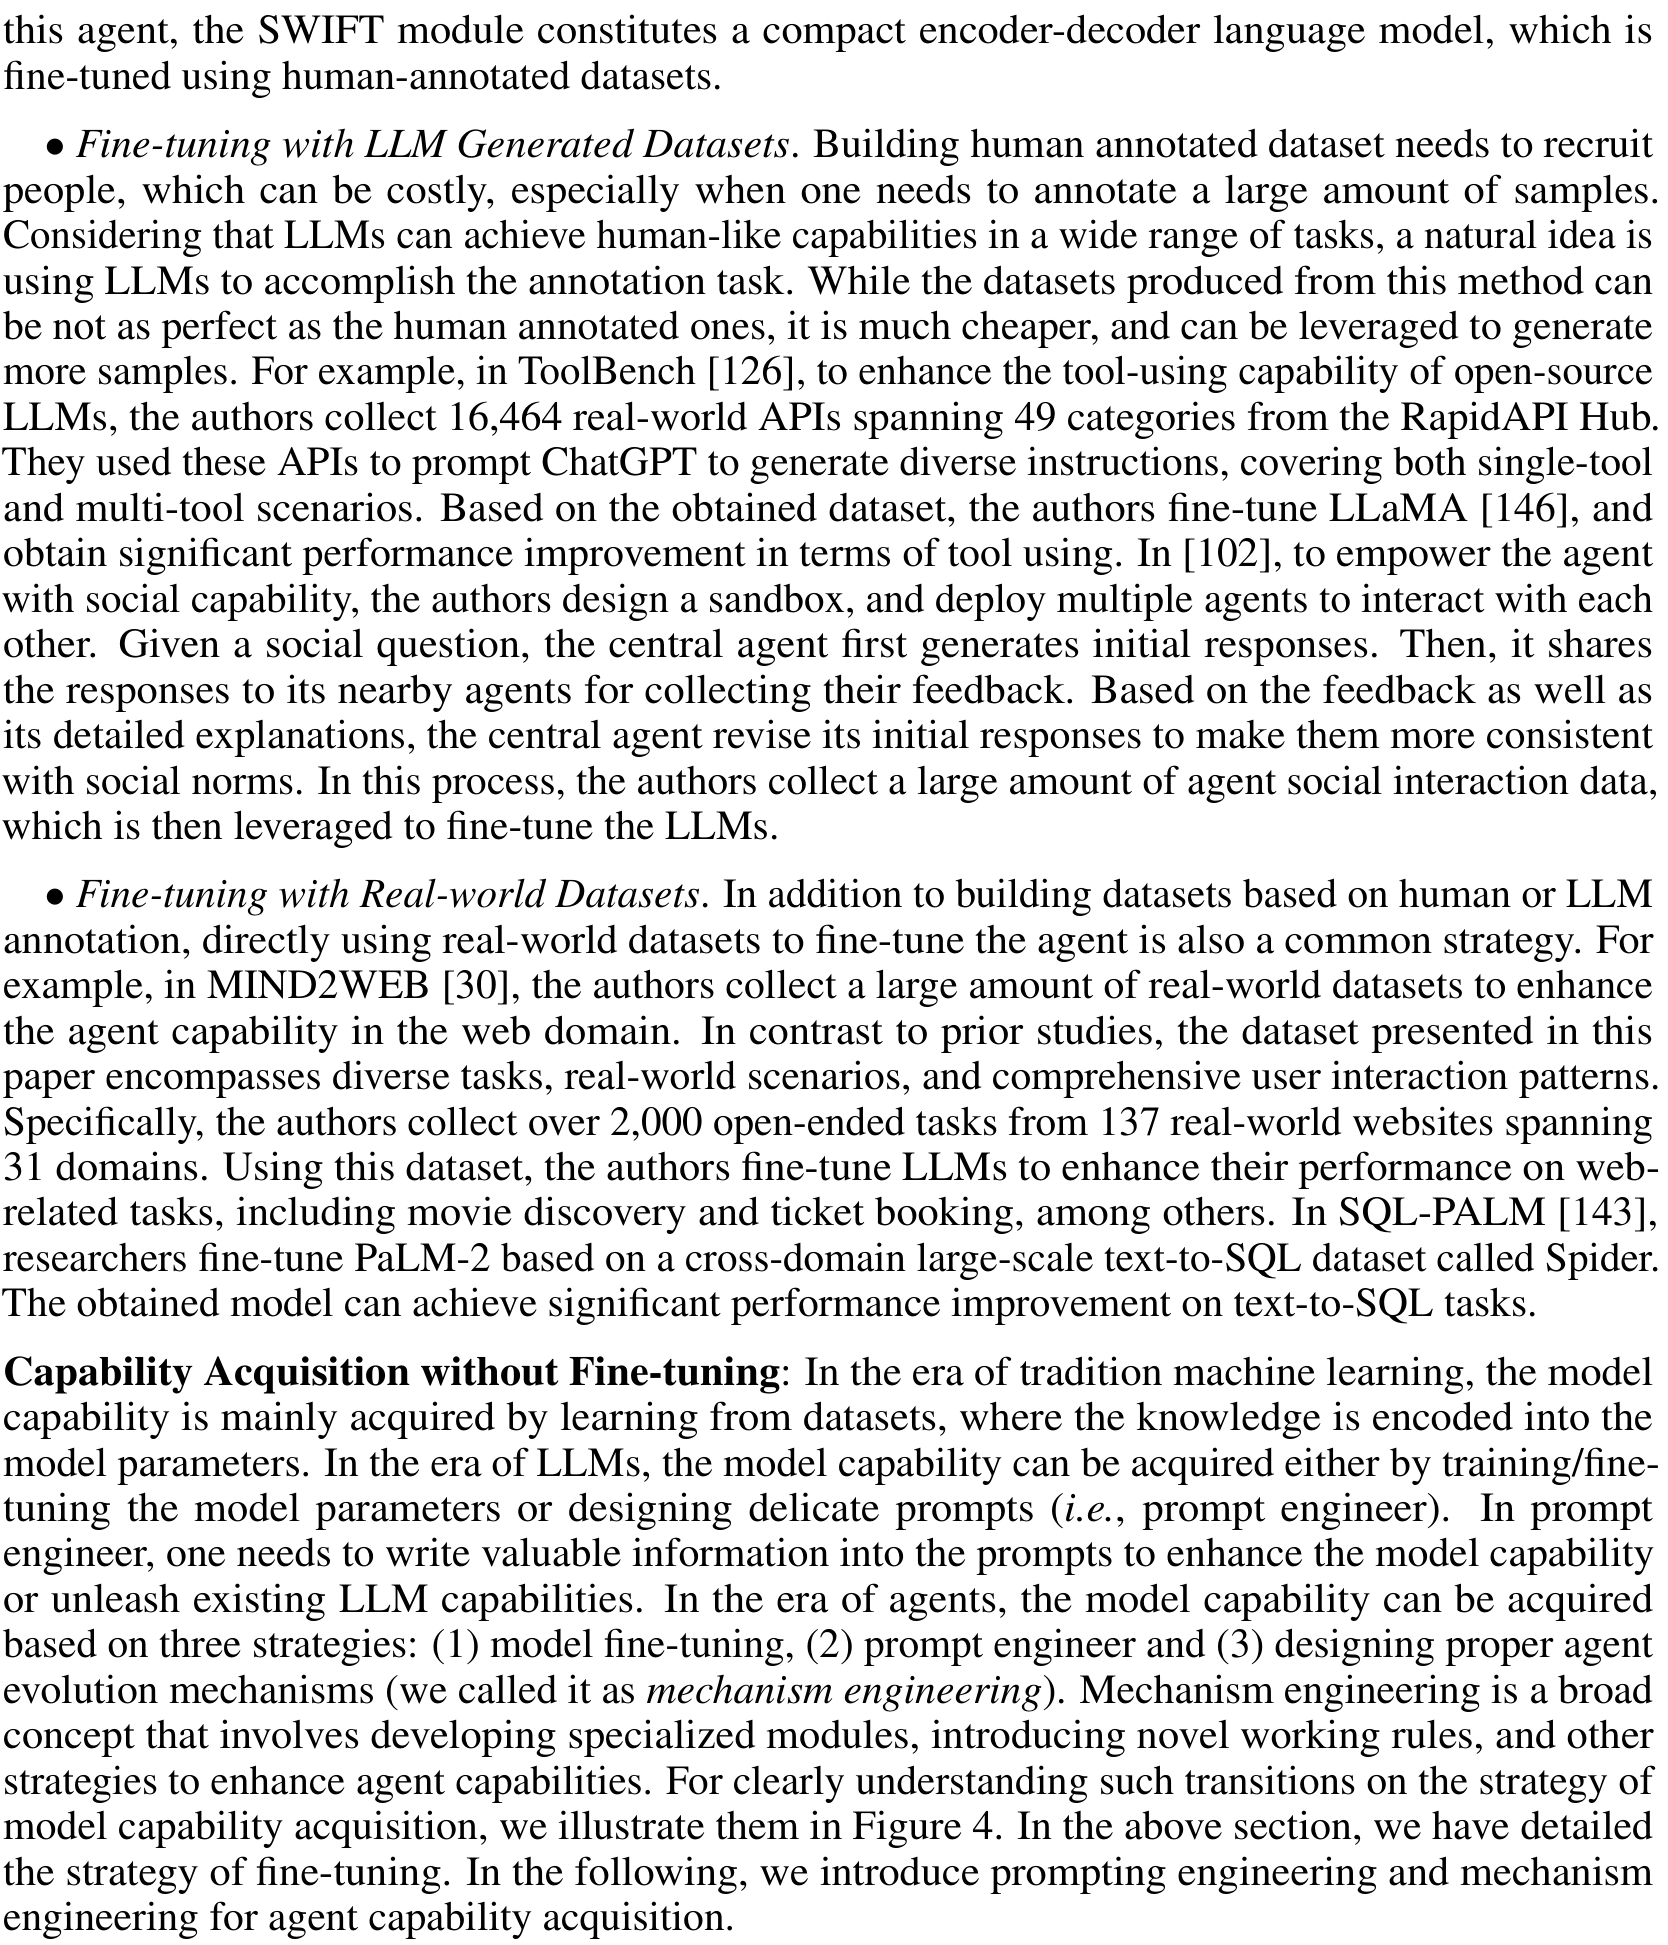 this agent, the SWIFT module constitutes a compact encoder-decoder language model, which is
fine-tuned using human-annotated datasets.
• Fine-tuning with LLM Generated Datasets. Building human annotated dataset needs to recruit
people, which can be costly, especially when one needs to annotate a large amount of samples.
Considering that LLMs can achieve human-like capabilities in a wide range of tasks, a natural idea is
using LLMs to accomplish the annotation task. While the datasets produced from this method can
be not as perfect as the human annotated ones, it is much cheaper, and can be leveraged to generate
more samples. For example, in ToolBench [126], to enhance the tool-using capability of open-source
LLMs, the authors collect 16,464 real-world APIs spanning 49 categories from the RapidAPI Hub.
They used these APIs to prompt ChatGPT to generate diverse instructions, covering both single-tool
and multi-tool scenarios. Based on the obtained dataset, the authors fine-tune LLaMA [146], and
obtain significant performance improvement in terms of tool using. In [102], to empower the agent
with social capability, the authors design a sandbox, and deploy multiple agents to interact with each
other. Given a social question, the central agent first generates initial responses. Then, it shares
the responses to its nearby agents for collecting their feedback. Based on the feedback as well as
its detailed explanations, the central agent revise its initial responses to make them more consistent
with social norms. In this process, the authors collect a large amount of agent social interaction data,
which is then leveraged to fine-tune the LLMs.
• Fine-tuning with Real-world Datasets. In addition to building datasets based on human or LLM
annotation, directly using real-world datasets to fine-tune the agent is also a common strategy. For
example, in MIND2WEB [30], the authors collect a large amount of real-world datasets to enhance
the agent capability in the web domain. In contrast to prior studies, the dataset presented in this
paper encompasses diverse tasks, real-world scenarios, and comprehensive user interaction patterns.
Specifically, the authors collect over 2,000 open-ended tasks from 137 real-world websites spanning
31 domains. Using this dataset, the authors fine-tune LLMs to enhance their performance on web-
related tasks, including movie discovery and ticket booking, among others. In SQL-PALM [143],
researchers fine-tune PaLM-2 based on a cross-domain large-scale text-to-SQL dataset called Spider.
The obtained model can achieve significant performance improvement on text-to-SQL tasks.
Capability Acquisition without Fine-tuning: In the era of tradition machine learning, the model
capability is mainly acquired by learning from datasets, where the knowledge is encoded into the
model parameters. In the era of LLMs, the model capability can be acquired either by training/fine-
tuning the model parameters or designing delicate prompts (i.e., prompt engineer). In prompt
engineer, one needs to write valuable information into the prompts to enhance the model capability
or unleash existing LLM capabilities. In the era of agents, the model capability can be acquired
based on three strategies: (1) model fine-tuning, (2) prompt engineer and (3) designing proper agent
evolution mechanisms (we called it as mechanism engineering). Mechanism engineering is a broad
concept that involves developing specialized modules, introducing novel working rules, and other
strategies to enhance agent capabilities. For clearly understanding such transitions on the strategy of
model capability acquisition, we illustrate them in Figure 4. In the above section, we have detailed
the strategy of fine-tuning. In the following, we introduce prompting engineering and mechanism
engineering for agent capability acquisition.